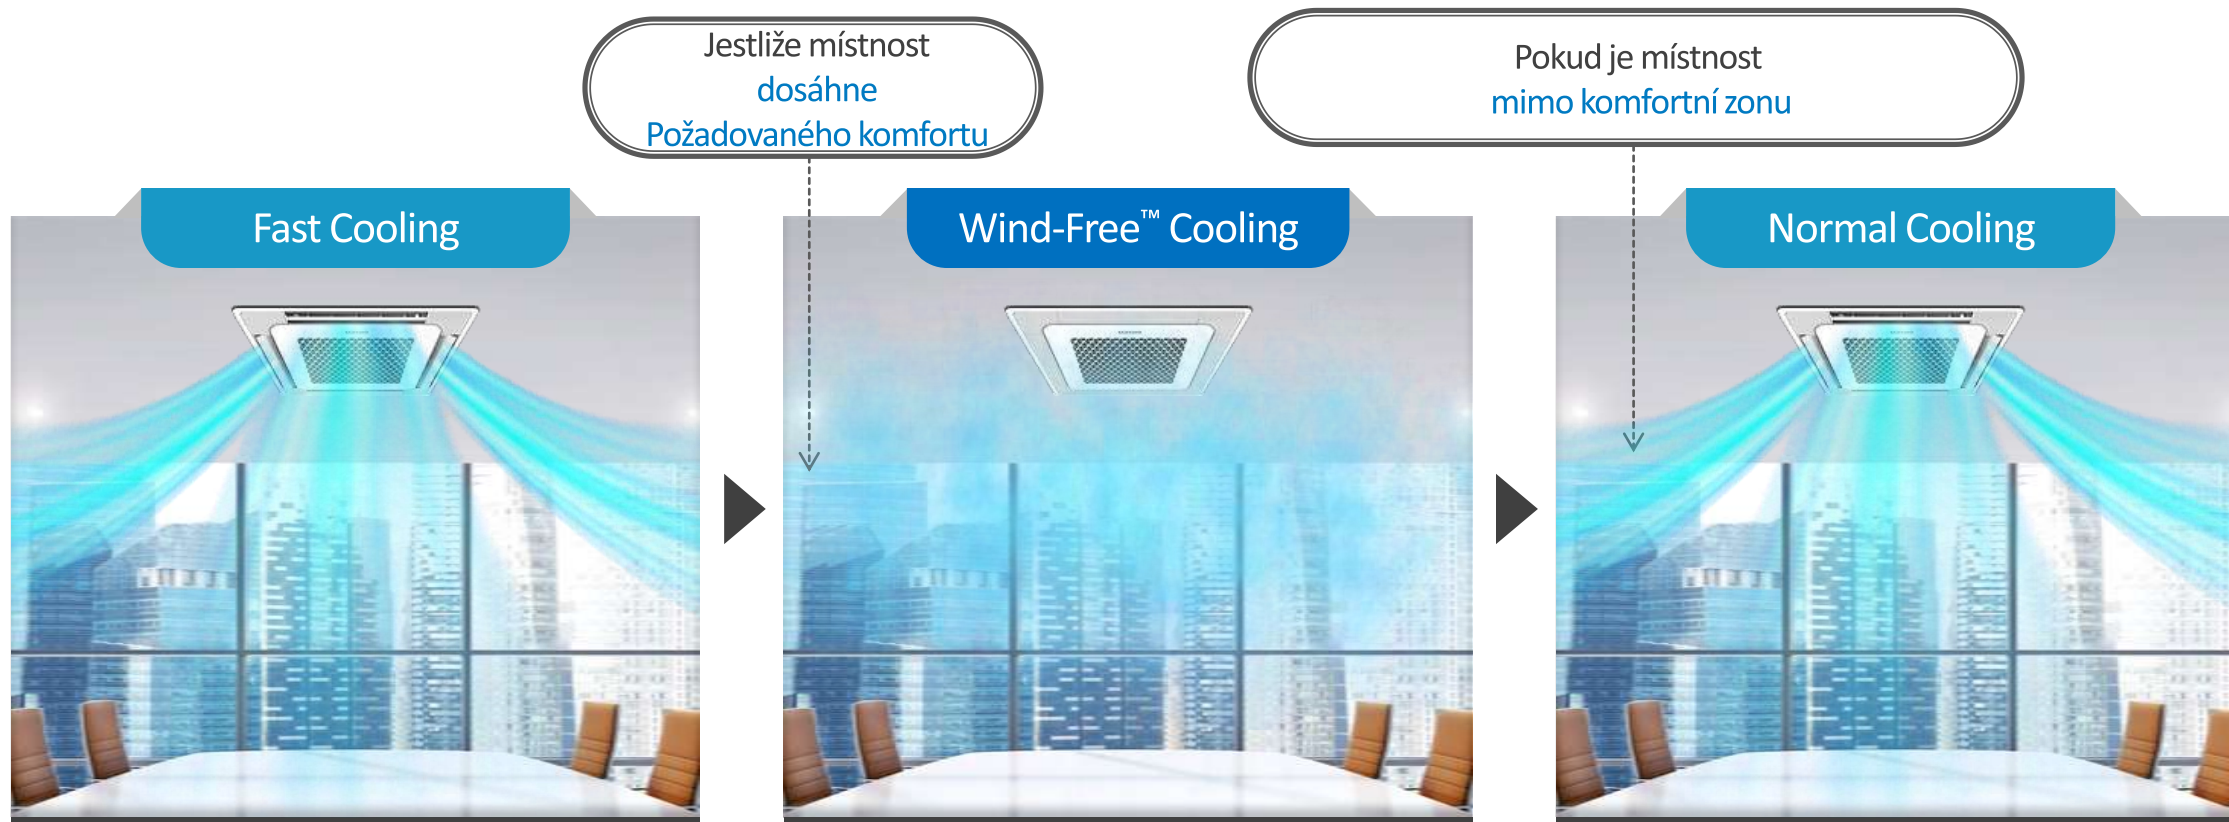 Jestliže místnost
dosáhne
Požadovaného komfortu
Pokud je místnost
mimo komfortní zonu
Fast Cooling
Wind-Free™ Cooling
Normal Cooling